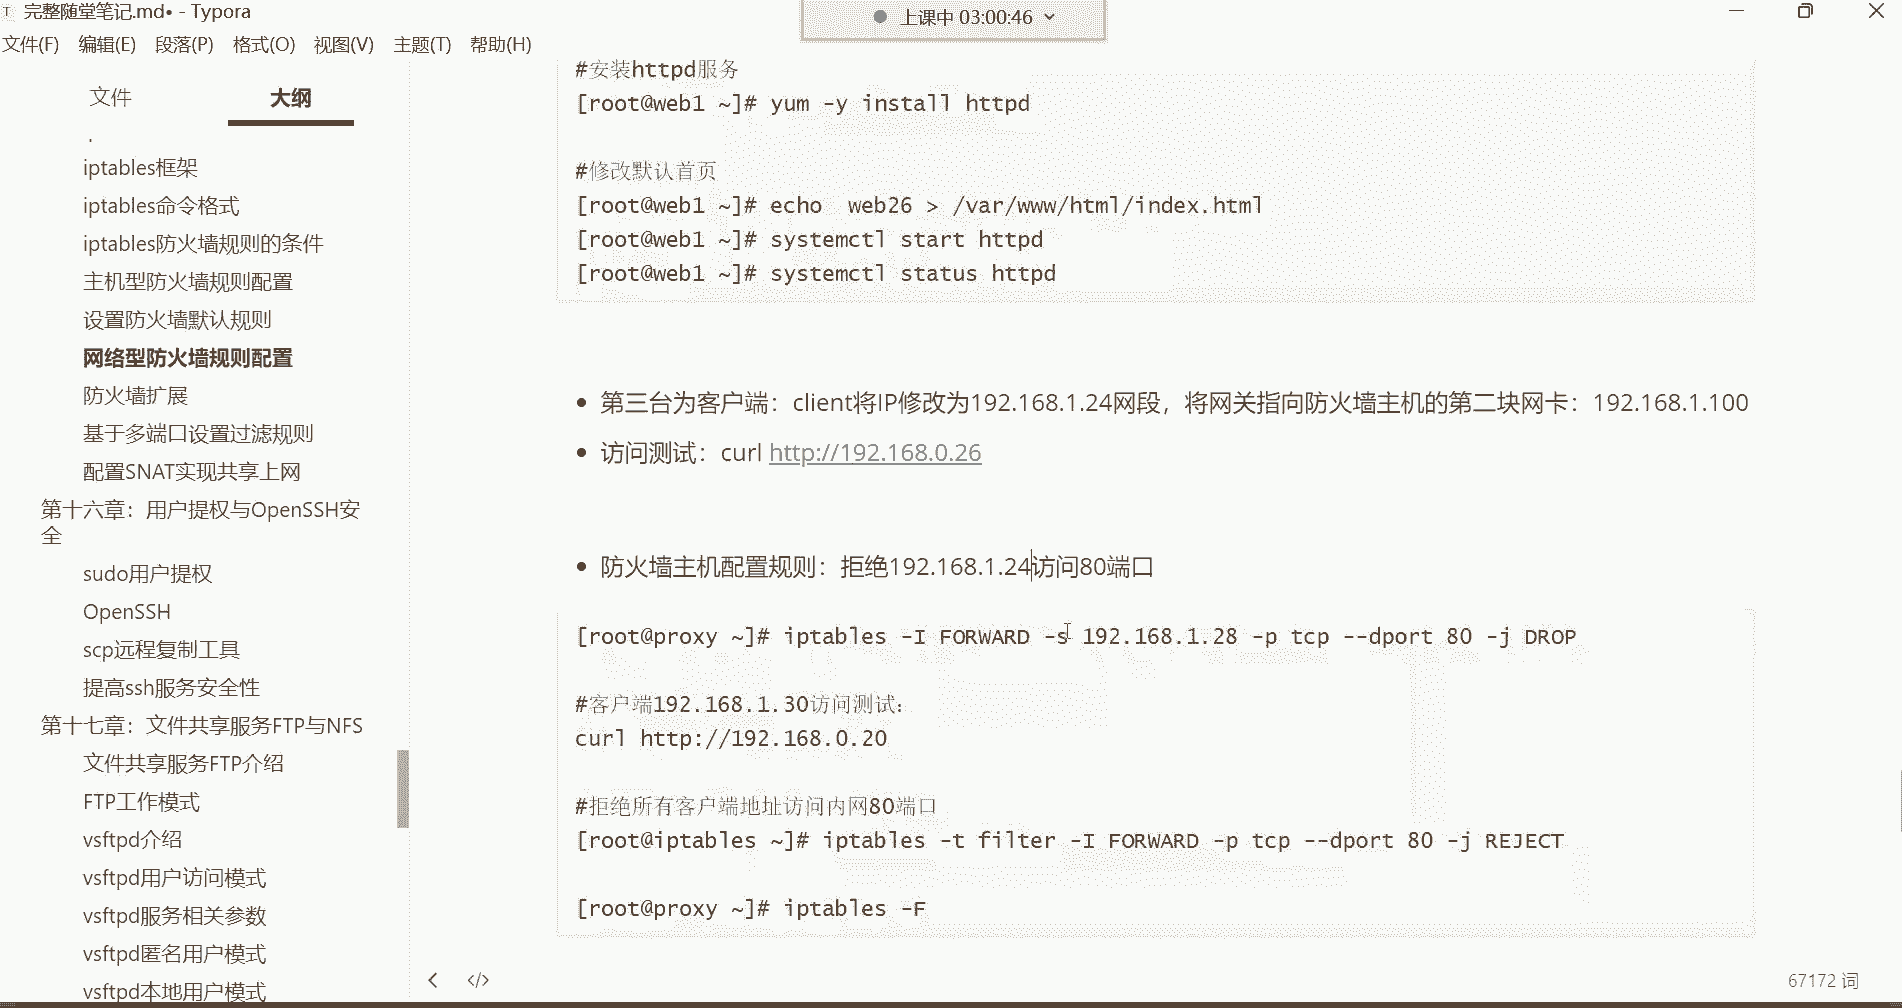 完整随堂笔记.md• - Typora
上课中 03:00:46
文件(F) 编辑(E) 段落(P) 格式(O) 视图(V) 主题(T) 帮助(H)
文件 大纲
iptables框架
iptables命令格式
iptables防火墙规则的条件
主机型防火墙规则配置
设置防火墙默认规则
网络型防火墙规则配置
防火墙扩展
基于多端口设置过滤规则
配置SNAT实现共享上网
第十六章：用户提权与OpenSSH安
全
sudo用户提权
OpenSSH
scp远程复制工具
提高ssh服务安全性
第十七章：文件共享服务FTP与NFS
文件共享服务FTP介绍
FTP工作模式
vsftpd介绍
vsftpd用户访问模式
vsftpd服务相关参数
vsftpd匿名用户模式
vsftpd本地用户模式
#安装httpd服务
[root@web1 ~]# yum -y install httpd
#修改默认首页
[root@web1 ~]# echo  web26 > /var/www/html/index.html
[root@web1 ~]# systemctl start httpd
[root@web1 ~]# systemctl status httpd
• 第三台为客户端：client将IP修改为192.168.1.24网段，将网关指向防火墙主机的第二块网卡：192.168.1.100
• 访问测试：curl http://192.168.0.26
• 防火墙主机配置规则：拒绝192.168.1.24访问80端口
[root@proxy ~]# iptables -I FORWARD -s 192.168.1.28 -p tcp --dport 80 -j DROP
#客户端192.168.1.30访问测试：
curl http://192.168.0.20
#拒绝所有客户端地址访问内网80端口
[root@iptables ~]# iptables -t filter -I FORWARD -p tcp --dport 80 -j REJECT
[root@proxy ~]# iptables -F
67172 词